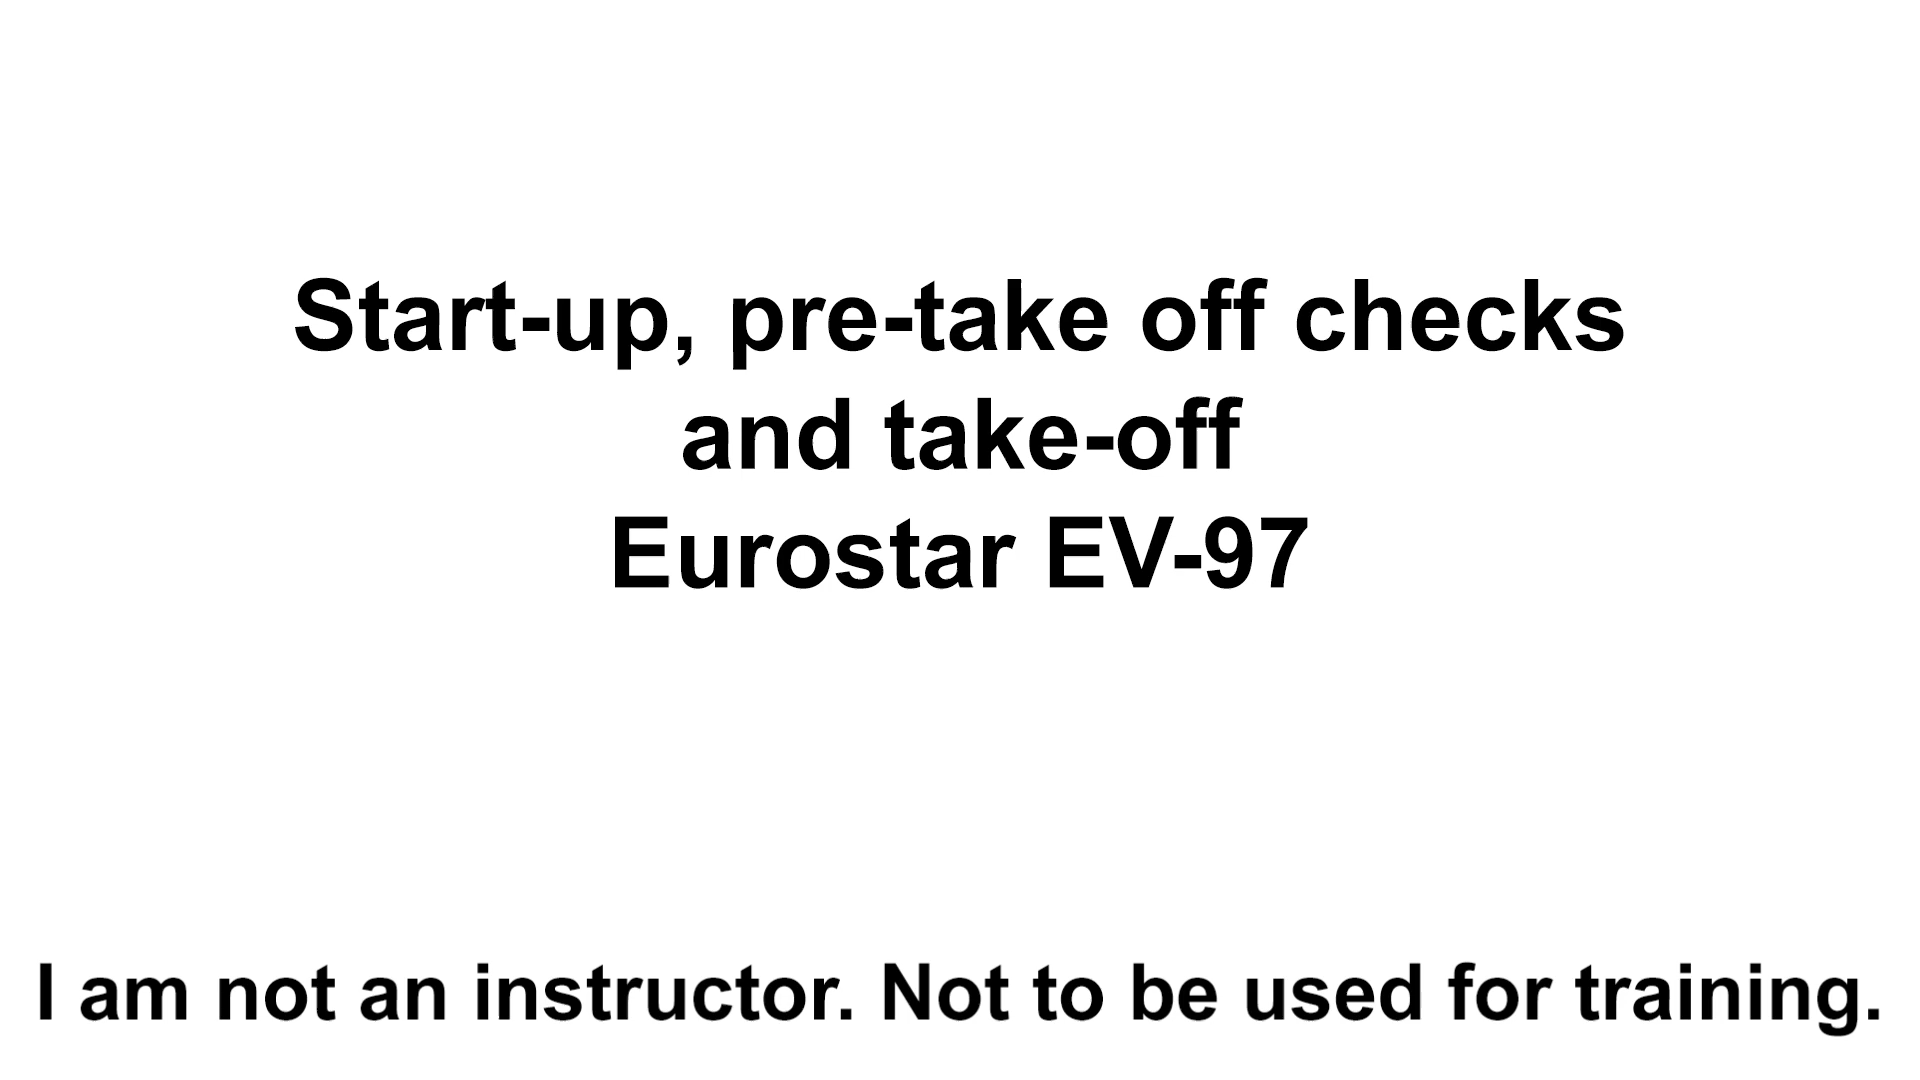 Start-up, pre-take off checks
and take-off
Eurostar EV-97
I am not an instructor. Not to be used for training.